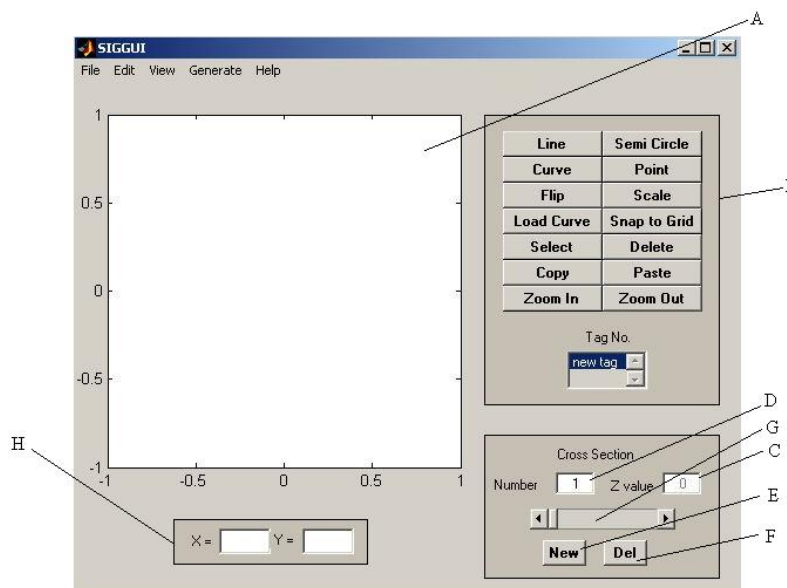 A
SIGGUI
File Edit View Generate Help
1
0.5
0
-0.5
-1
-1 -0.5 0 0.5 1
Line Semi Circle
Curve Point
Flip Scale
Load Curve Snap to Grid
Select Delete
Copy Paste
Zoom In Zoom Out
Tag No.
new tag
D
G
C
H
Cross Section
Number 1 Z value 0
E
New Del
F
X = Y =